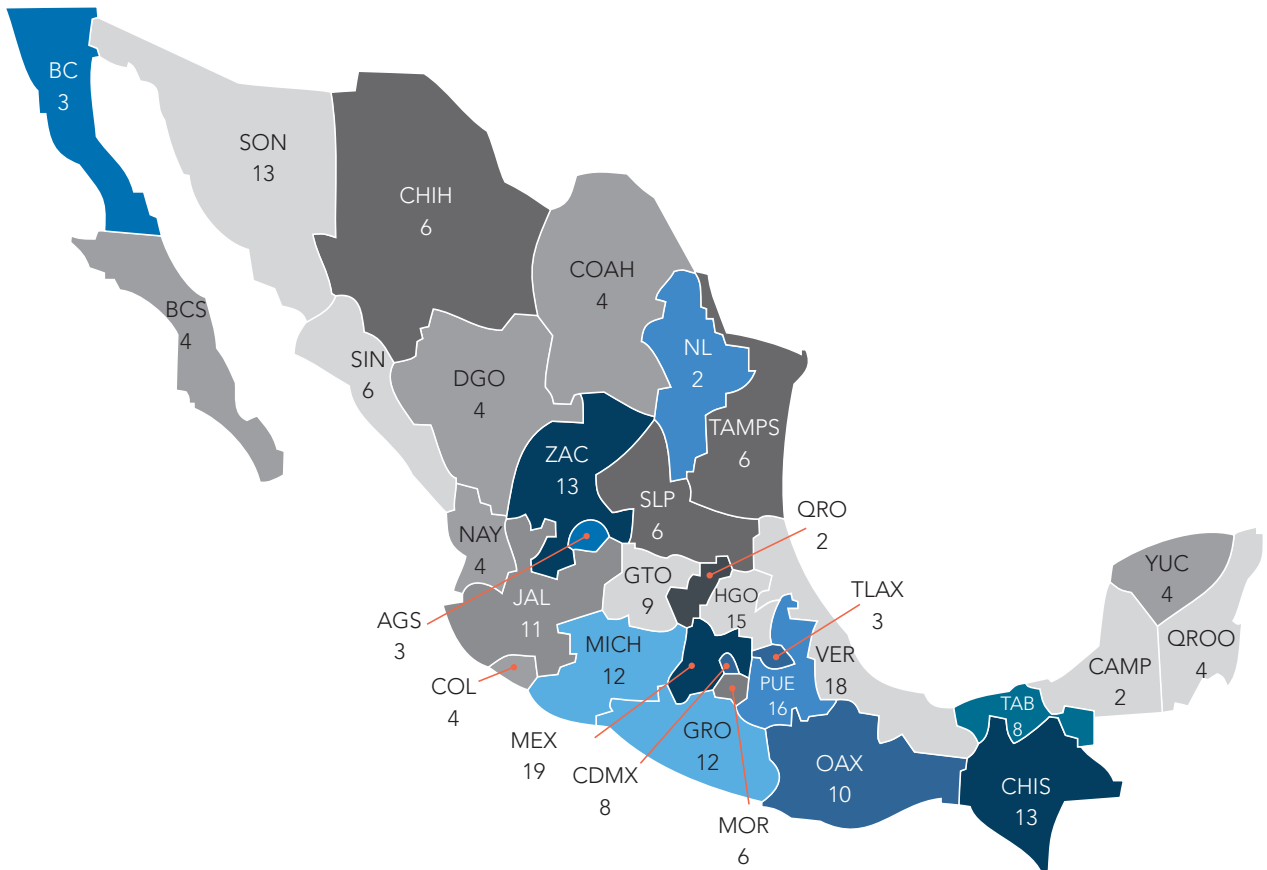 BC
3
SON
13
CHIH
6
COAH
4
BCS
4
NL
2
SIN
6
DGO
4
TAMPS
6
ZAC
13
SLP
6
QRO
2
NAY
4
GTO
9
HGO
15
TLAX
3
YUC
4
JAL
11
AGS
3
MICH
12
VER
18
QROO
4
CAMP
2
COL
4
PUE
16
TAB
8
MEX
19
GRO
12
CDMX
8
OAX
10
CHIS
13
MOR
6